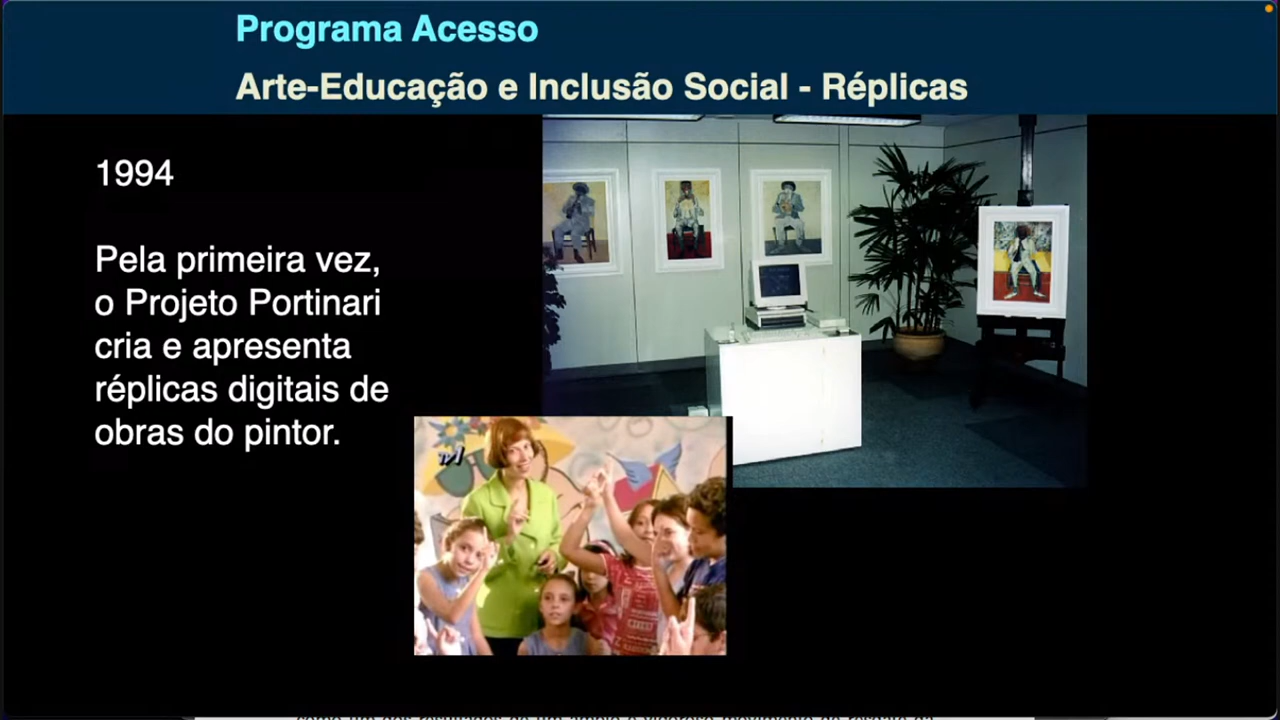 Programa Acesso
Arte-Educação e Inclusão Social - Réplicas
1994
Pela primeira vez,
o Projeto Portinari
cria e apresenta
réplicas digitais de
obras do pintor.